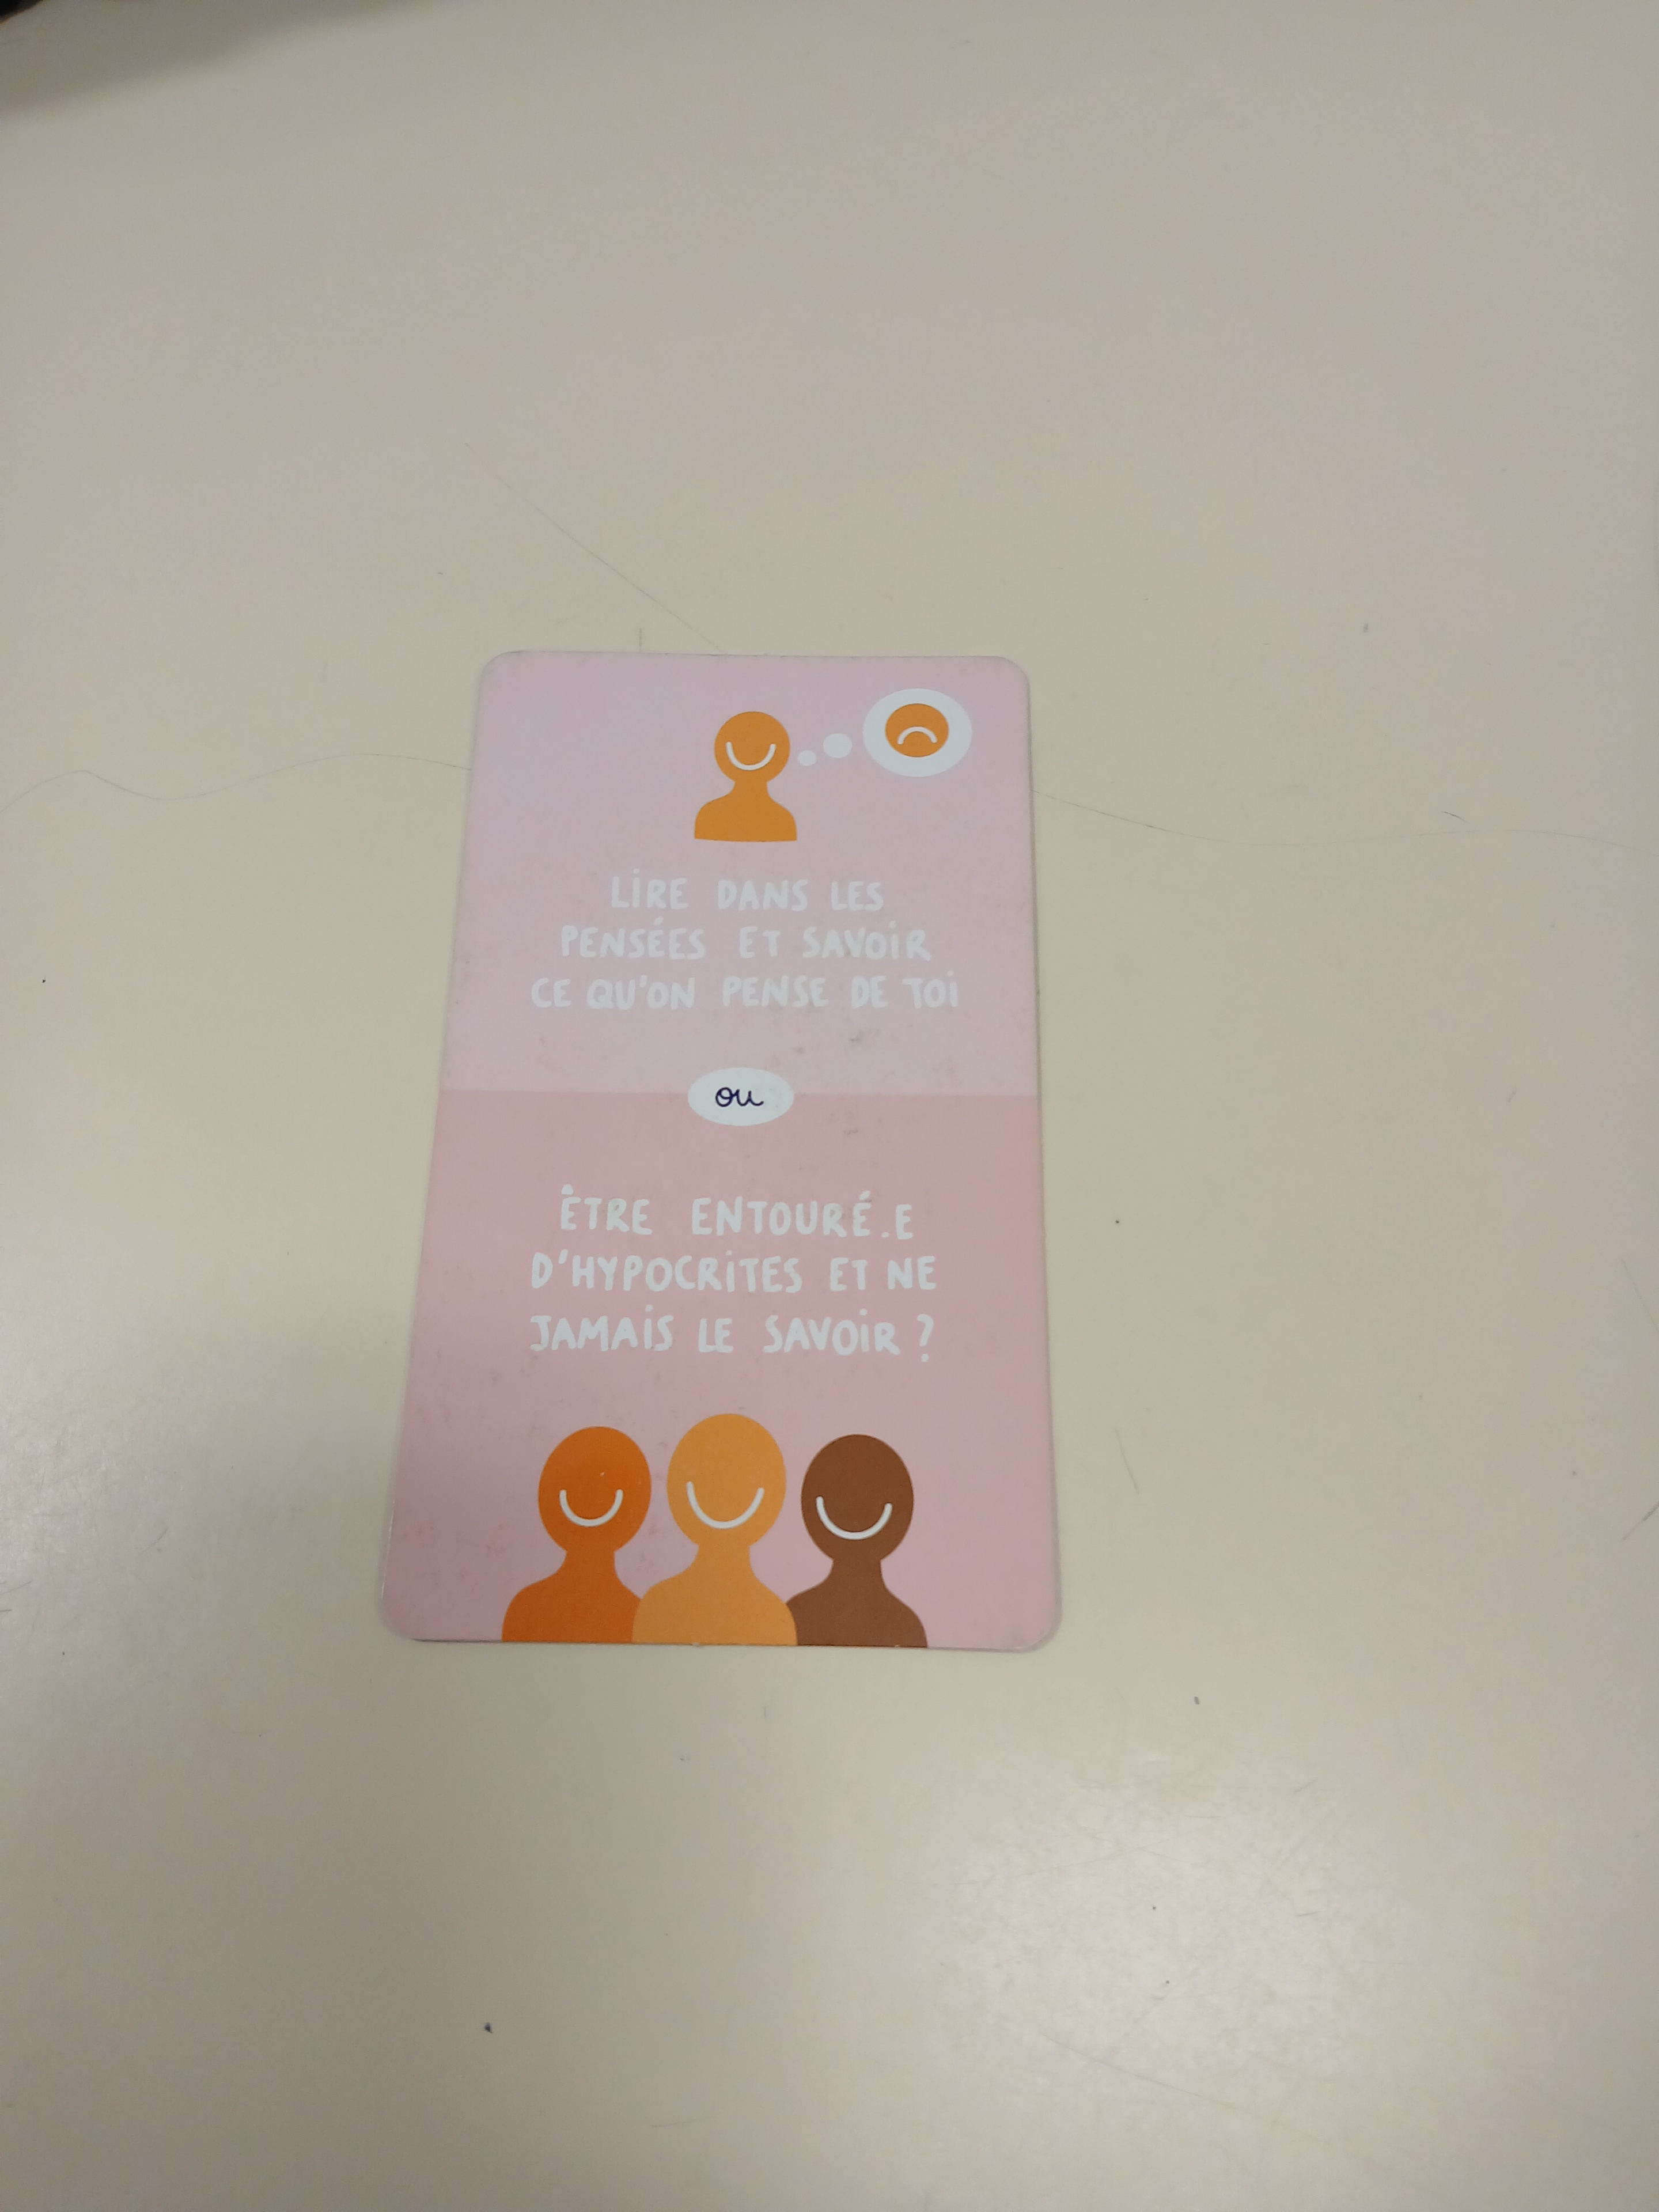 LIRE DANS LES
PENSÉES ET SAVOIR
CE QU'ON PENSE DE TOI
ou
ÊTRE ENTOURÉ.E
D'HYPOCRITES ET NE
JAMAIS LE SAVOIR ?